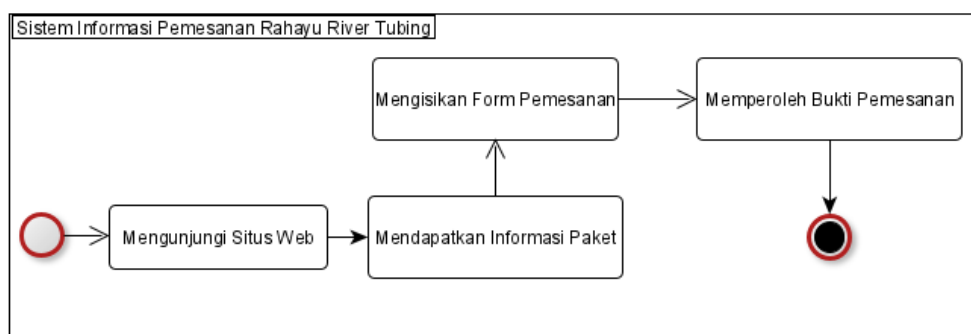 Sistem Informasi Pemesanan Rahayu River Tubing
Mengisikan Form Pemesanan
Memperoleh Bukti Pemesanan
Mengunjungi Situs Web
Mendapatkan Informasi Paket